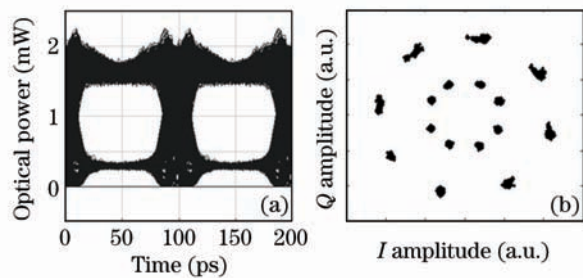 Optical power (mW)
2
1
0
0
50
100
150
200
Time (ps)
(a)
Q amplitude (a.u.)
I amplitude (a.u.)
(b)